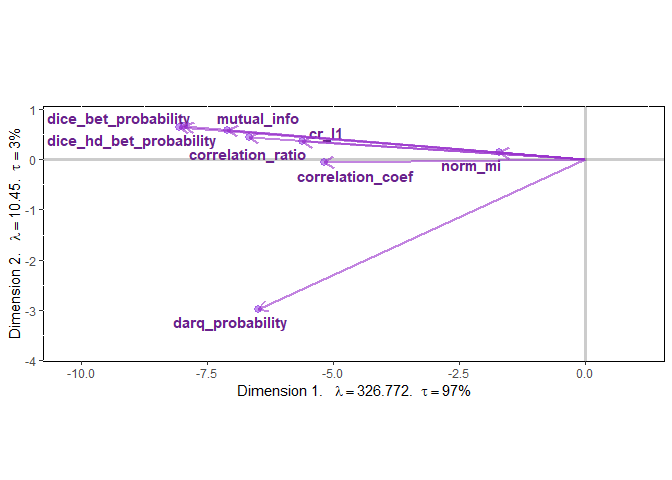 1
dice_bet_probability
mutual_info
cr_l1
dice_hd_bet_probability
correlation_ratio
norm_mi
correlation_coef
0
-1
-2
-3
-4
darq_probability
Dimension 2. λ = 10.45. τ = 3%
-10.0
-7.5
-5.0
-2.5
0.0
Dimension 1. λ = 326.772. τ = 97%